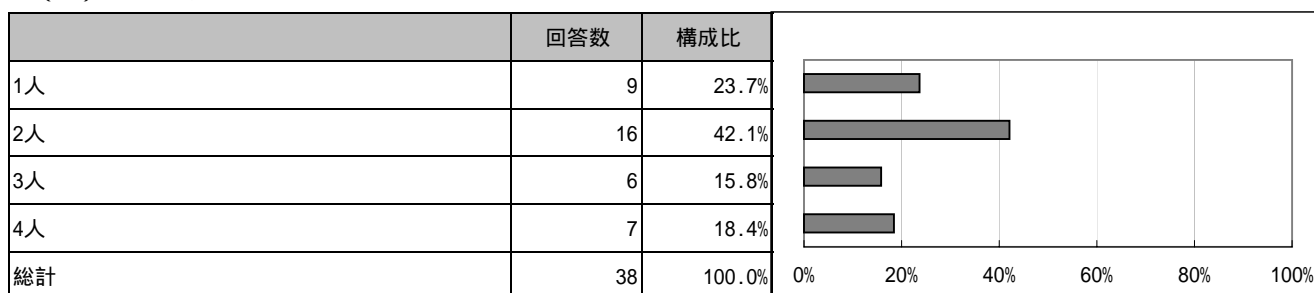 回答数 構成比
1人 9 23.7%
2人 16 42.1%
3人 6 15.8%
4人 7 18.4%
総計 38 100.0%
0% 20% 40% 60% 80% 100%